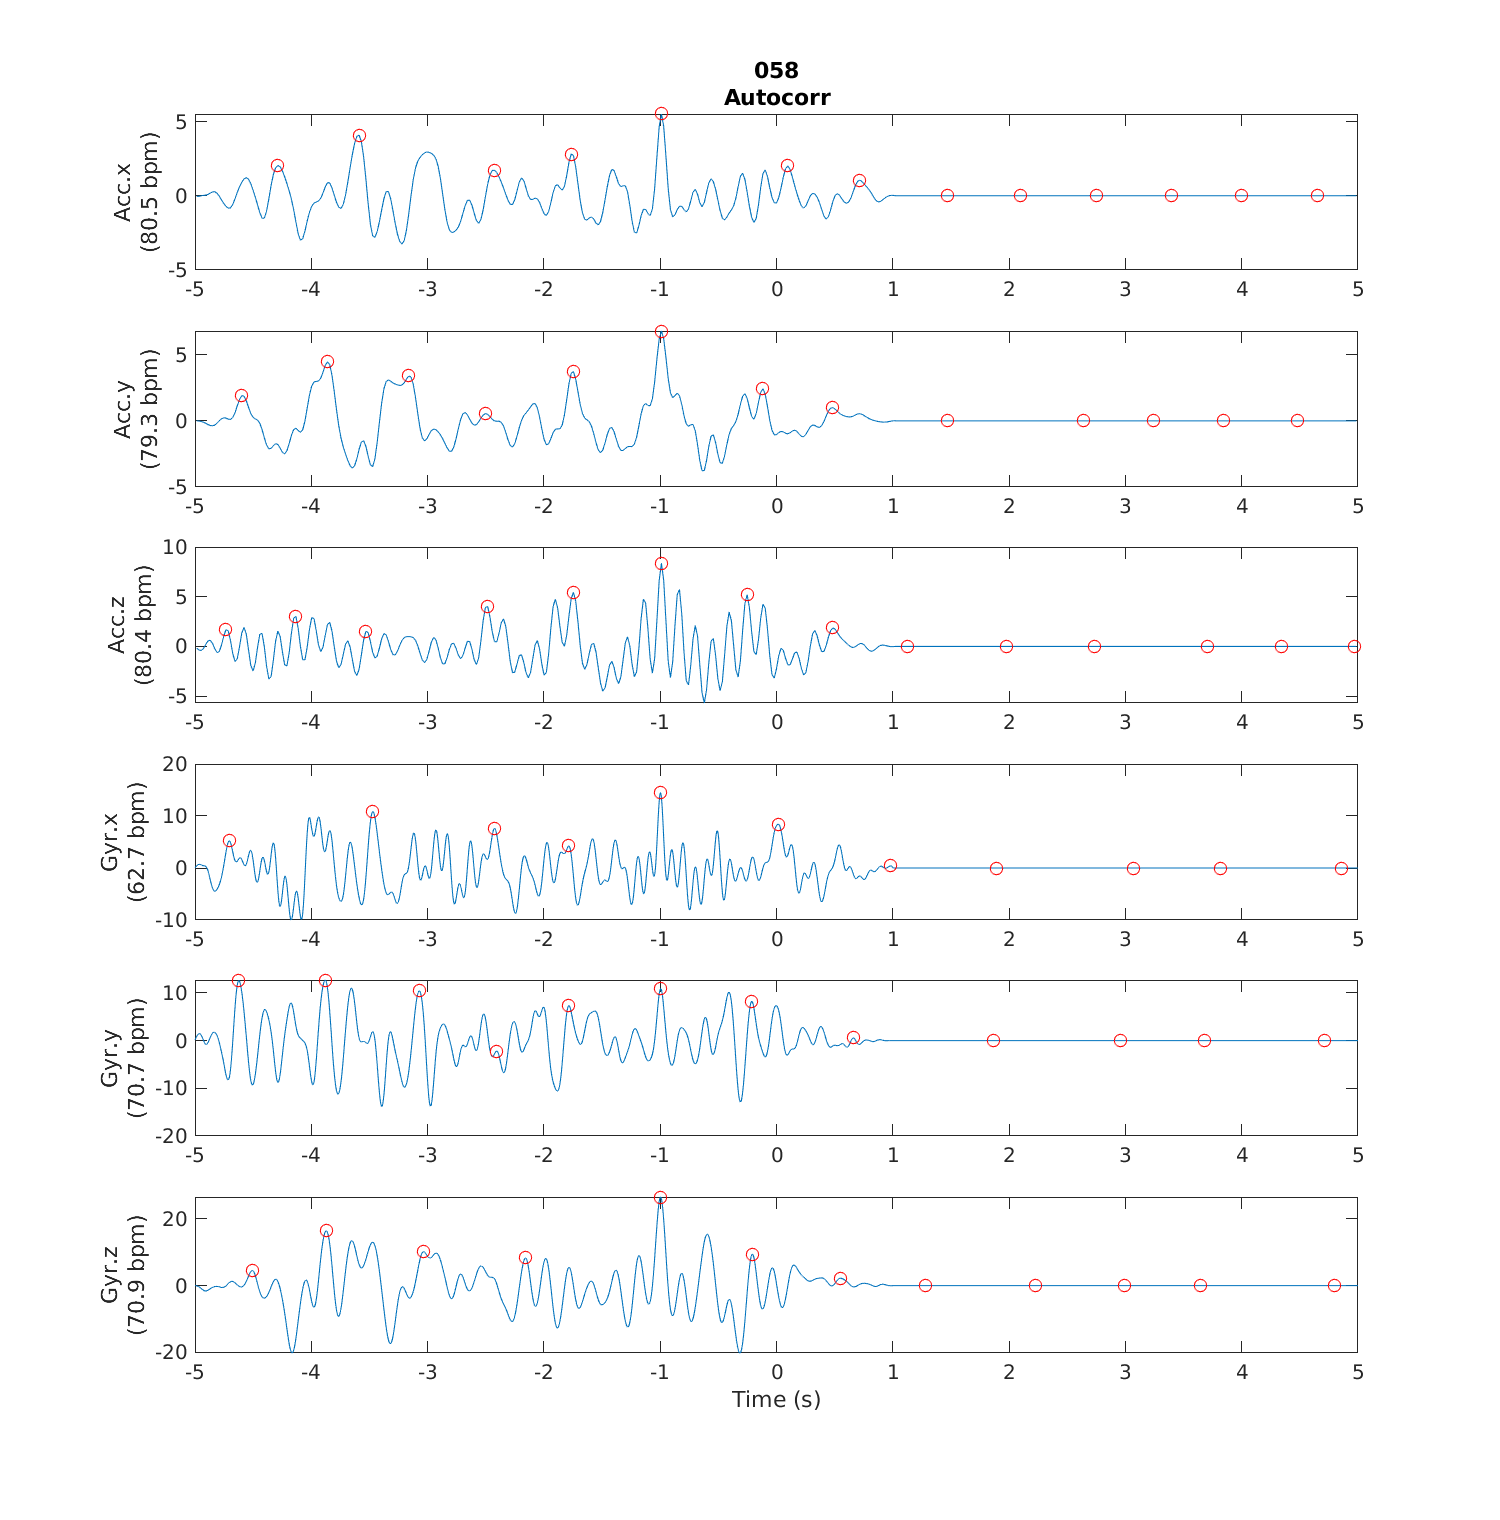 058
Autocorr
Acc.x
(80.5 bpm)
5
0
-5
-5 -4 -3 -2 -1 0 1 2 3 4 5
Acc.y
(79.3 bpm)
5
0
-5
-5 -4 -3 -2 -1 0 1 2 3 4 5
Acc.z
(80.4 bpm)
10
5
0
-5
-5 -4 -3 -2 -1 0 1 2 3 4 5
Gyr.x
(62.7 bpm)
20
10
0
-10
-5 -4 -3 -2 -1 0 1 2 3 4 5
Gyr.y
(70.7 bpm)
10
0
-10
-20
-5 -4 -3 -2 -1 0 1 2 3 4 5
Gyr.z
(70.9 bpm)
20
0
-20
-5 -4 -3 -2 -1 0 1 2 3 4 5
Time (s)